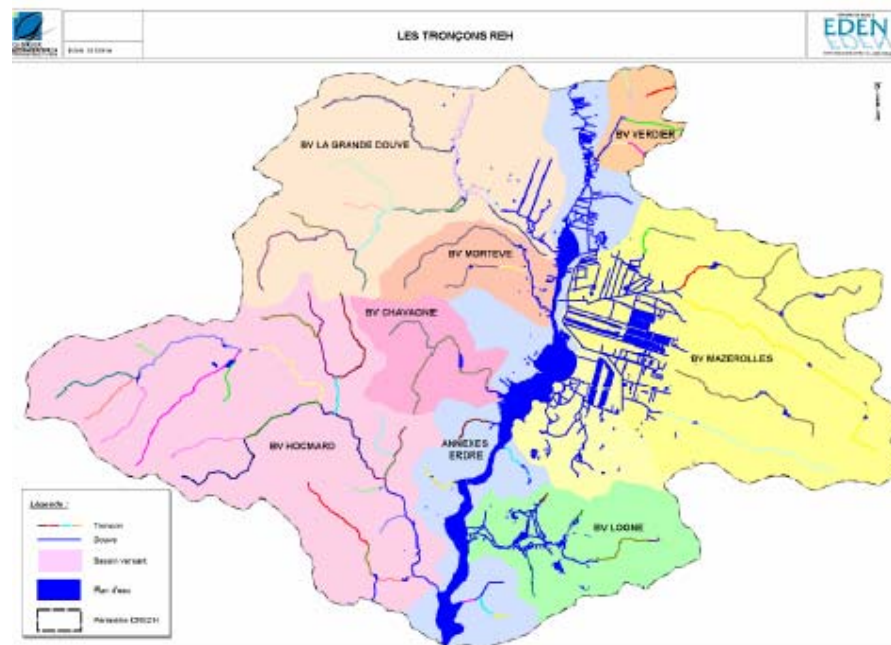 LES TRONÇONS REH
EDEN
BV LA GRANDE DOUVE
BV VERDIER
BV MORTEVE
BV CHAVAGNE
BV MAZEROLLES
BV HOCMARD
ANNEXES
ERDRE
BV LOGNE
Légende :
Tronçon
Douve
Bassin versant
Plan d'eau